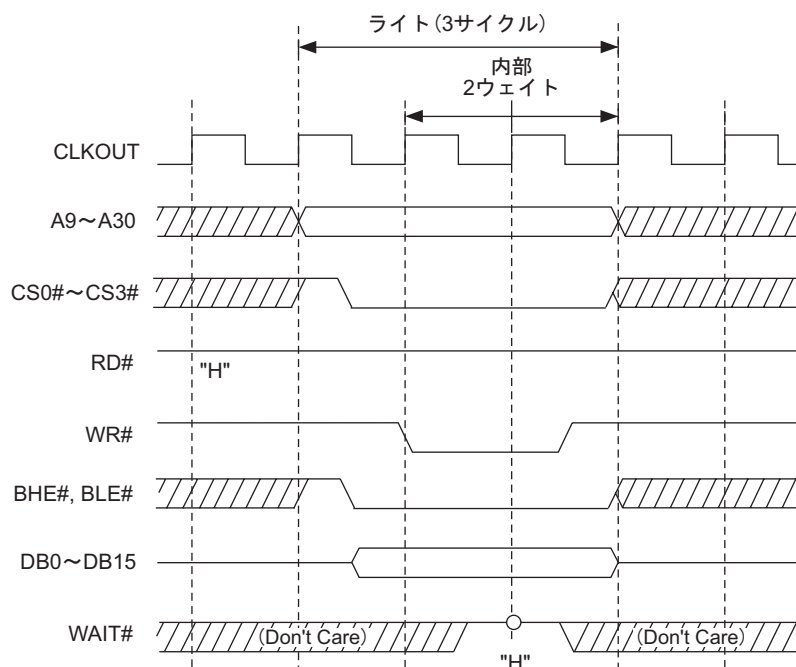 ライト(3サイクル)
内部
2ウェイト
CLKOUT
A9〜A30
CS0#〜CS3#
RD#
"H"
WR#
BHE#, BLE#
DB0〜DB15
WAIT#
(Don't Care)
(Don't Care)
"H"